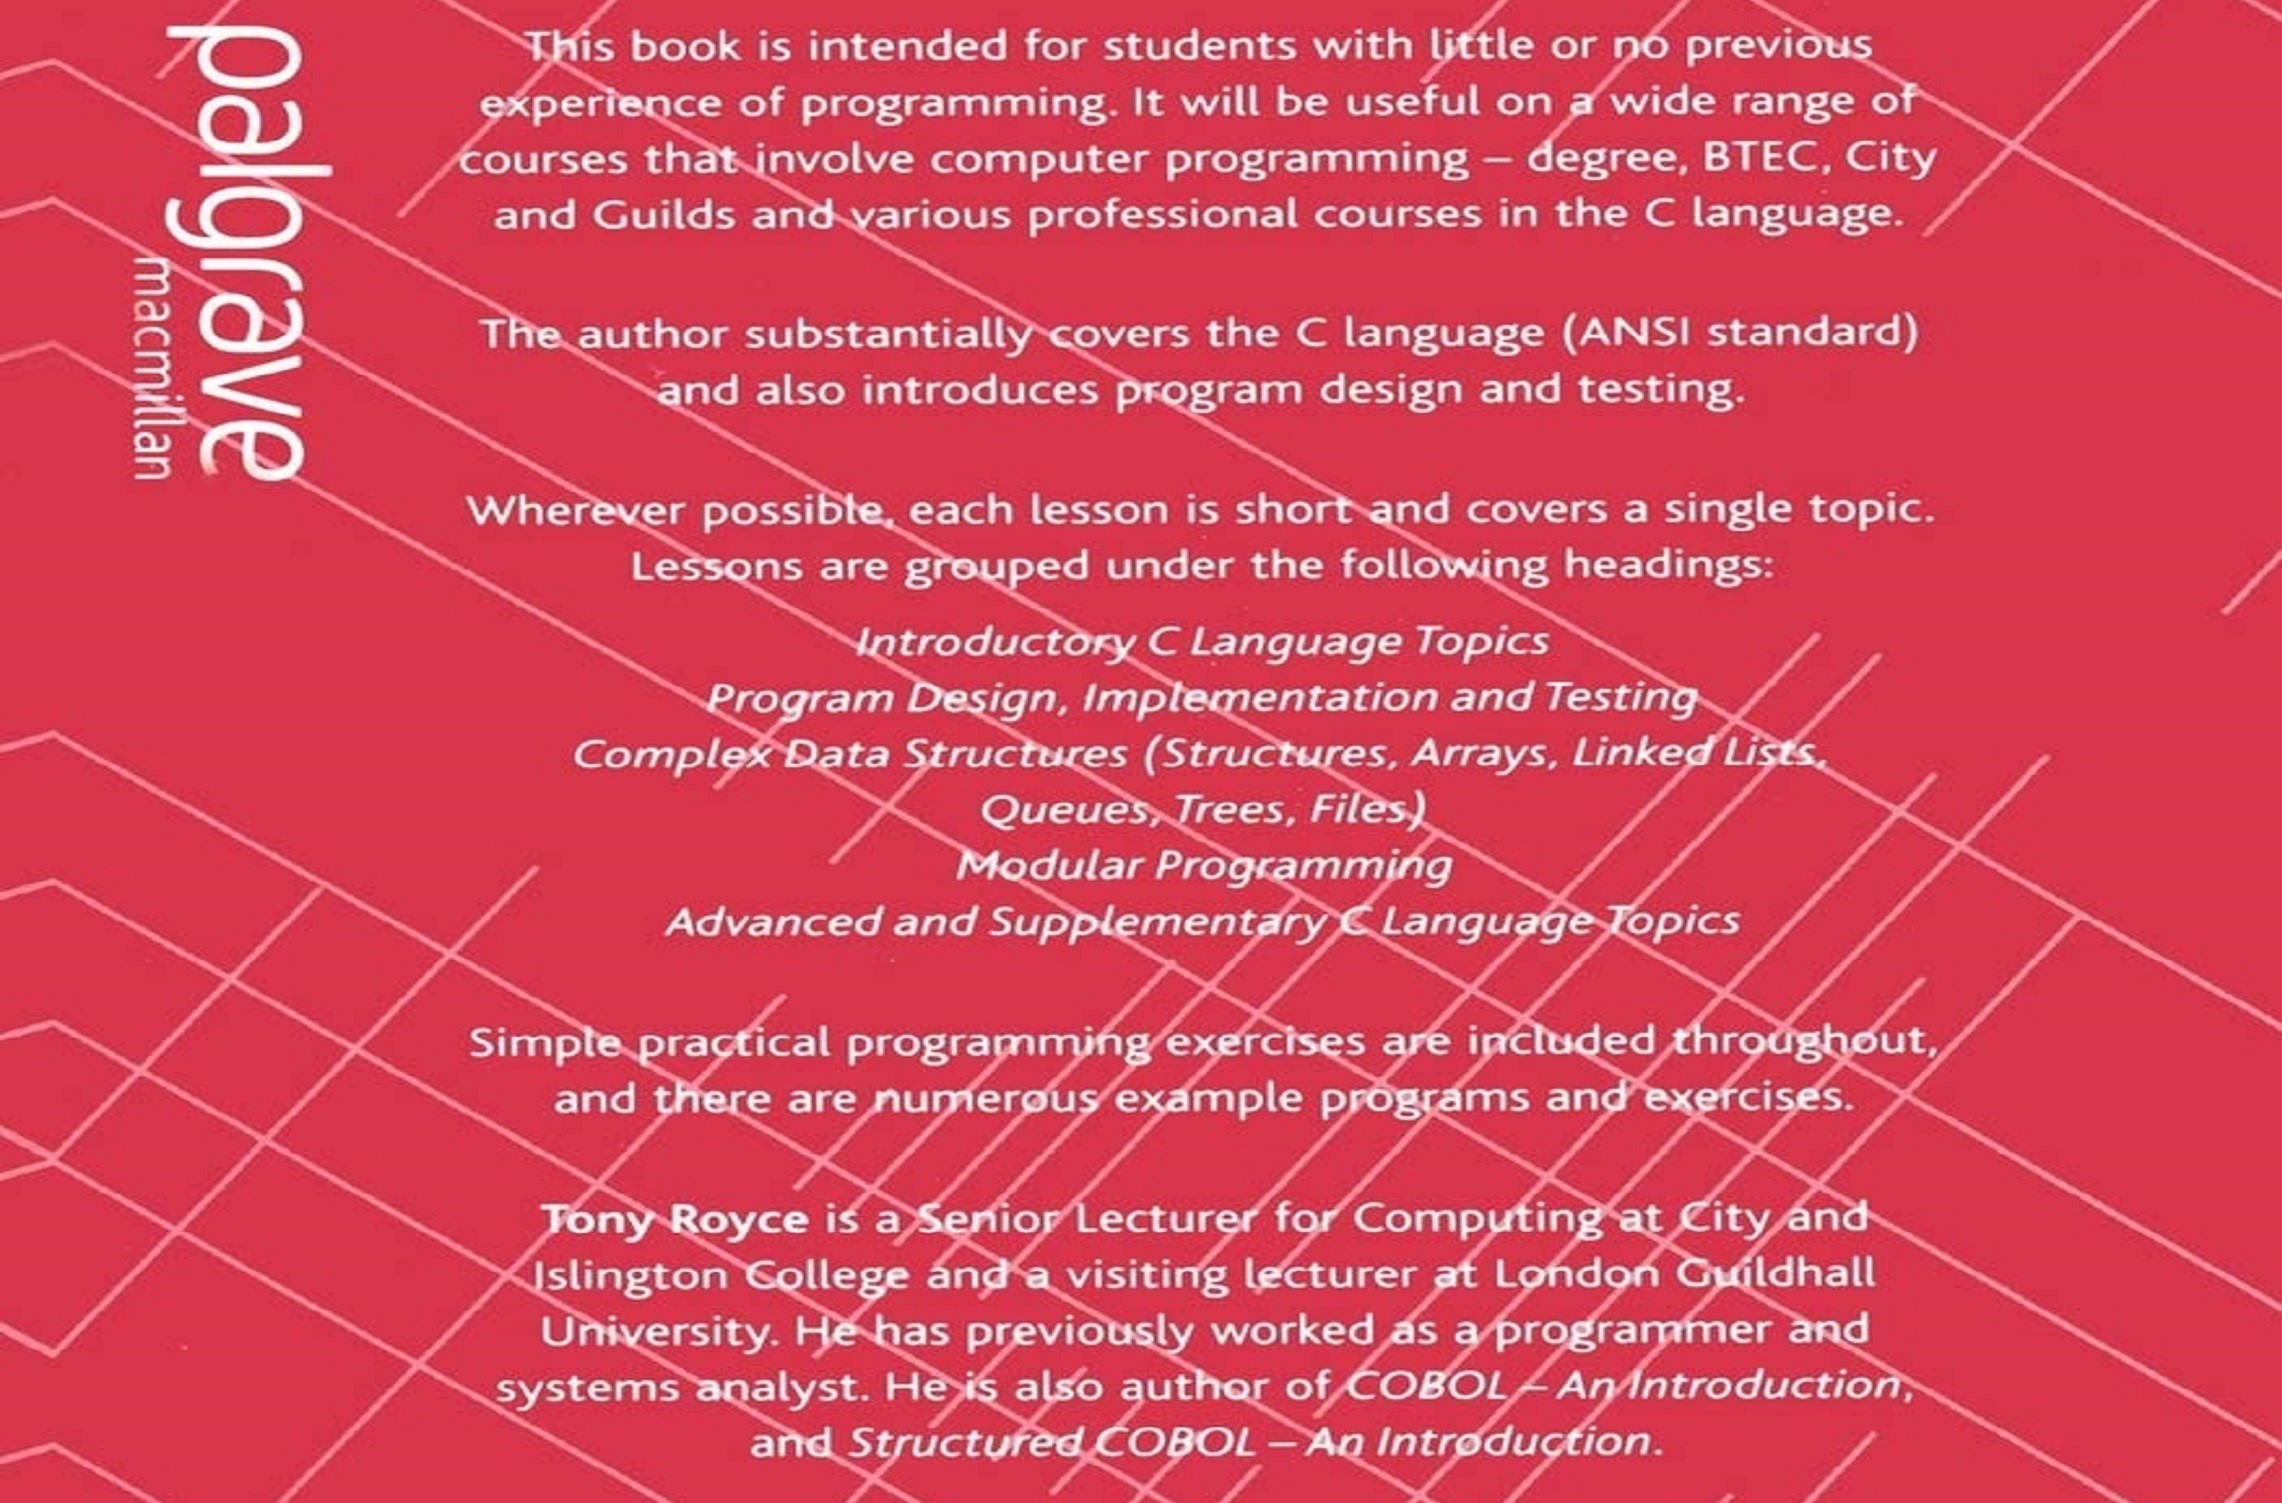 palgrave
macmillan
This book is intended for students with little or no previous
experience of programming. It will be useful on a wide range of
courses that involve computer programming – degree, BTEC, City
and Guilds and various professional courses in the C language.
The author substantially covers the C language (ANSI standard)
and also introduces program design and testing.
Wherever possible, each lesson is short and covers a single topic.
Lessons are grouped under the following headings:
Introductory C Language Topics
Program Design, Implementation and Testing
Complex Data Structures (Structures, Arrays, Linked Lists,
Queues, Trees, Files)
Modular Programming
Advanced and Supplementary C Language Topics
Simple practical programming exercises are included throughout,
and there are numerous example programs and exercises.
Tony Royce is a Senior Lecturer for Computing at City and
Islington College and a visiting lecturer at London Guildhall
University. He has previously worked as a programmer and
systems analyst. He is also author of COBOL – An Introduction,
and Structured COBOL – An Introduction.